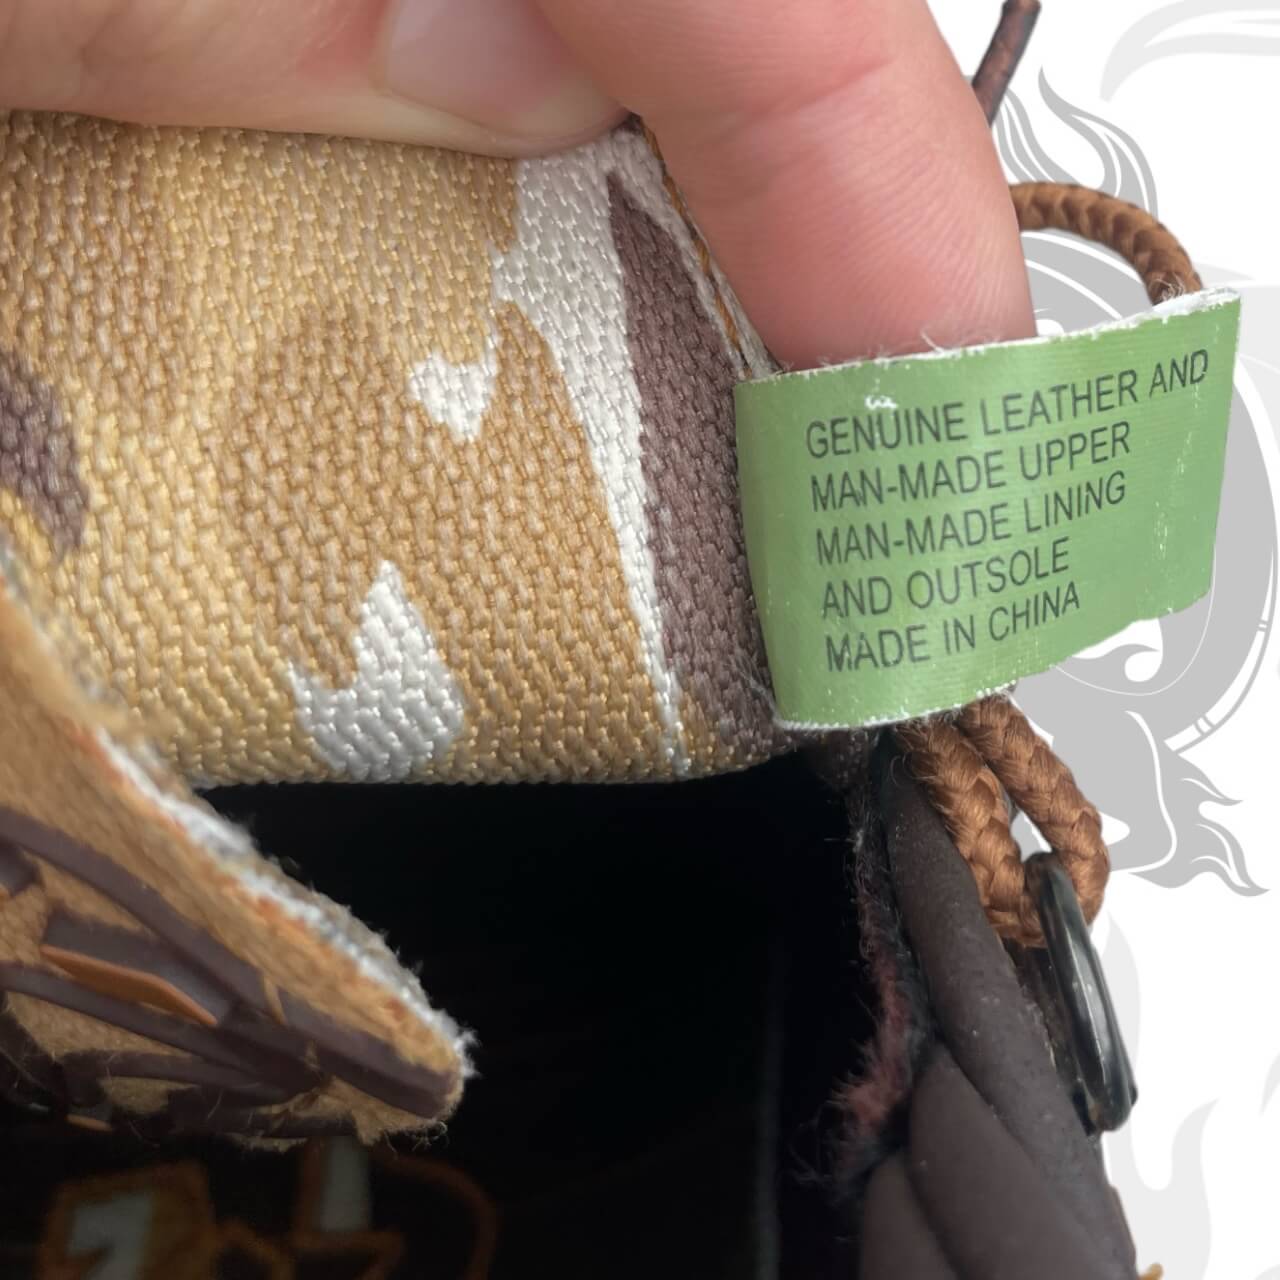 GENUINE LEATHER AND
MAN-MADE UPPER
MAN-MADE LINING
AND OUTSOLE
MADE IN CHINA